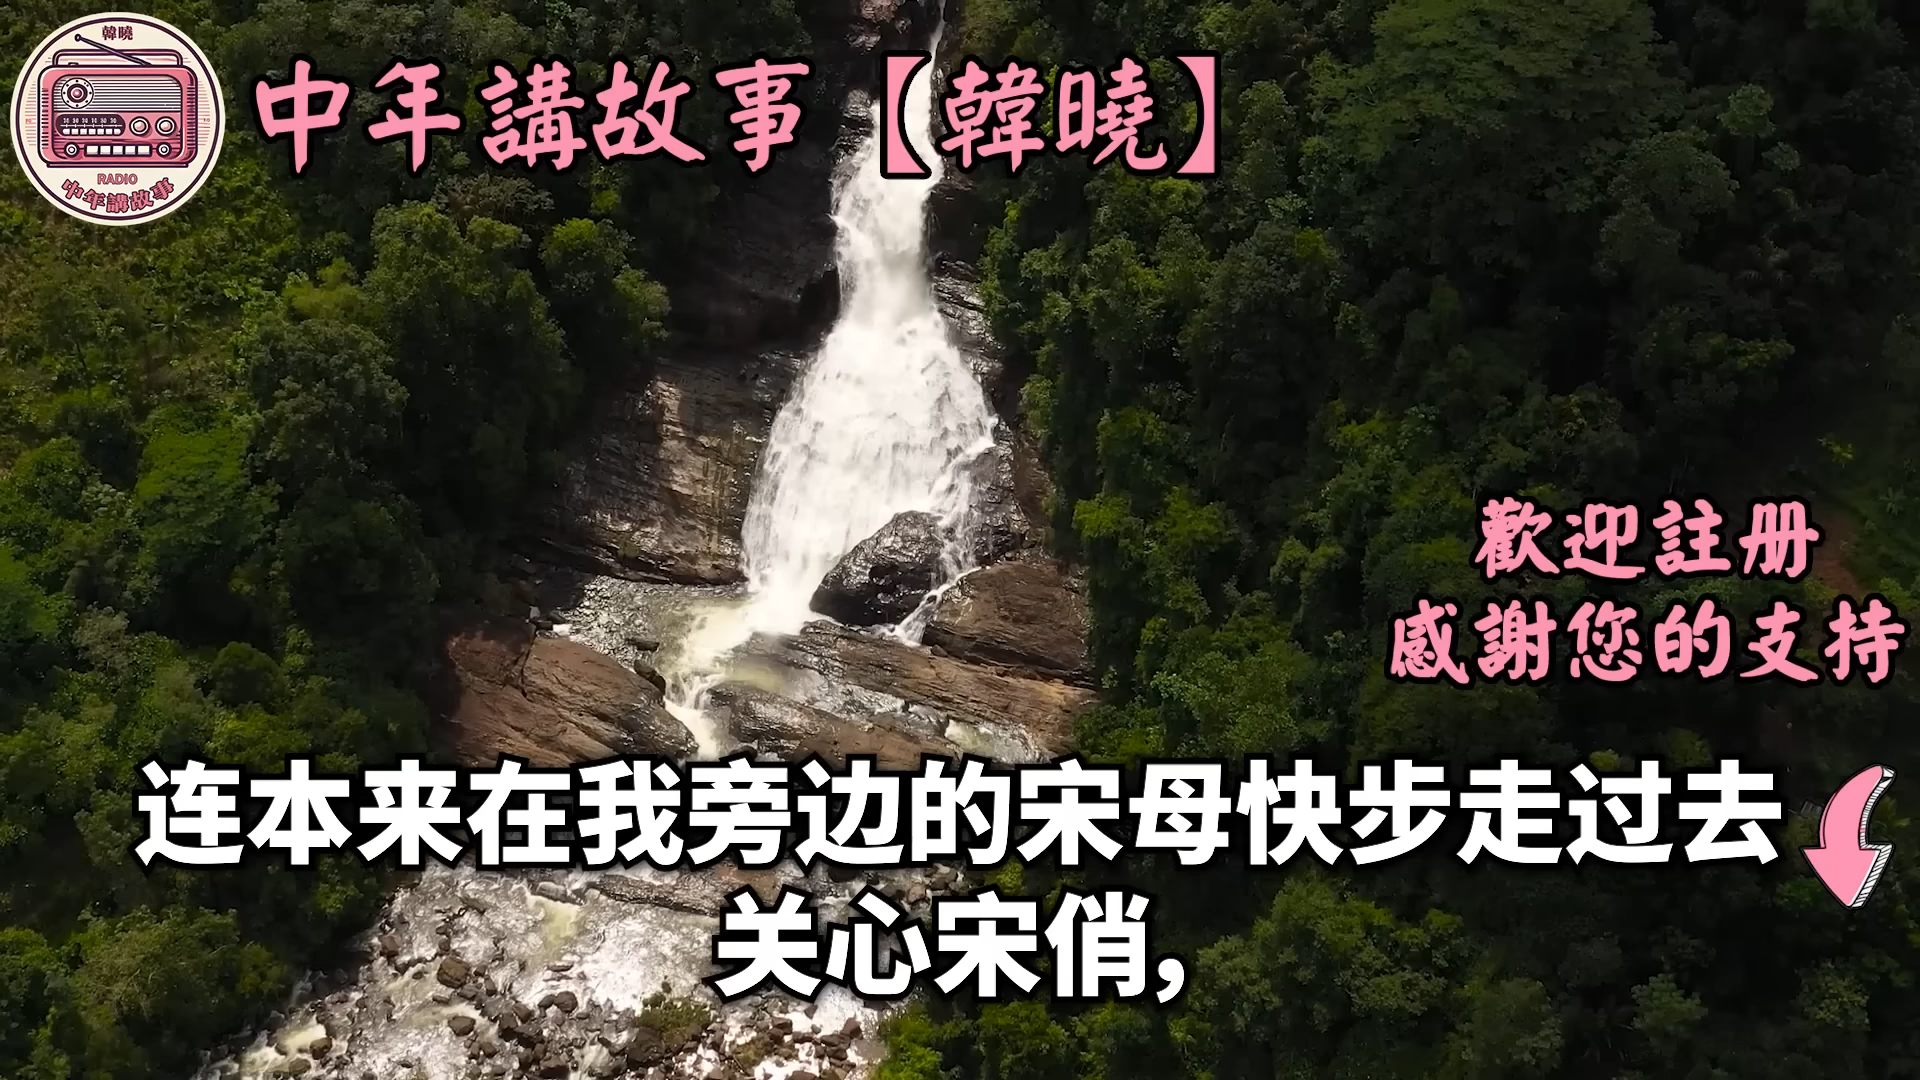 韓曉
RADIO
中年講故事
中年講故事【韓曉】
歡迎註册
感謝您的支持
连本来在我旁边的宋母快步走过去
关心宋俏,